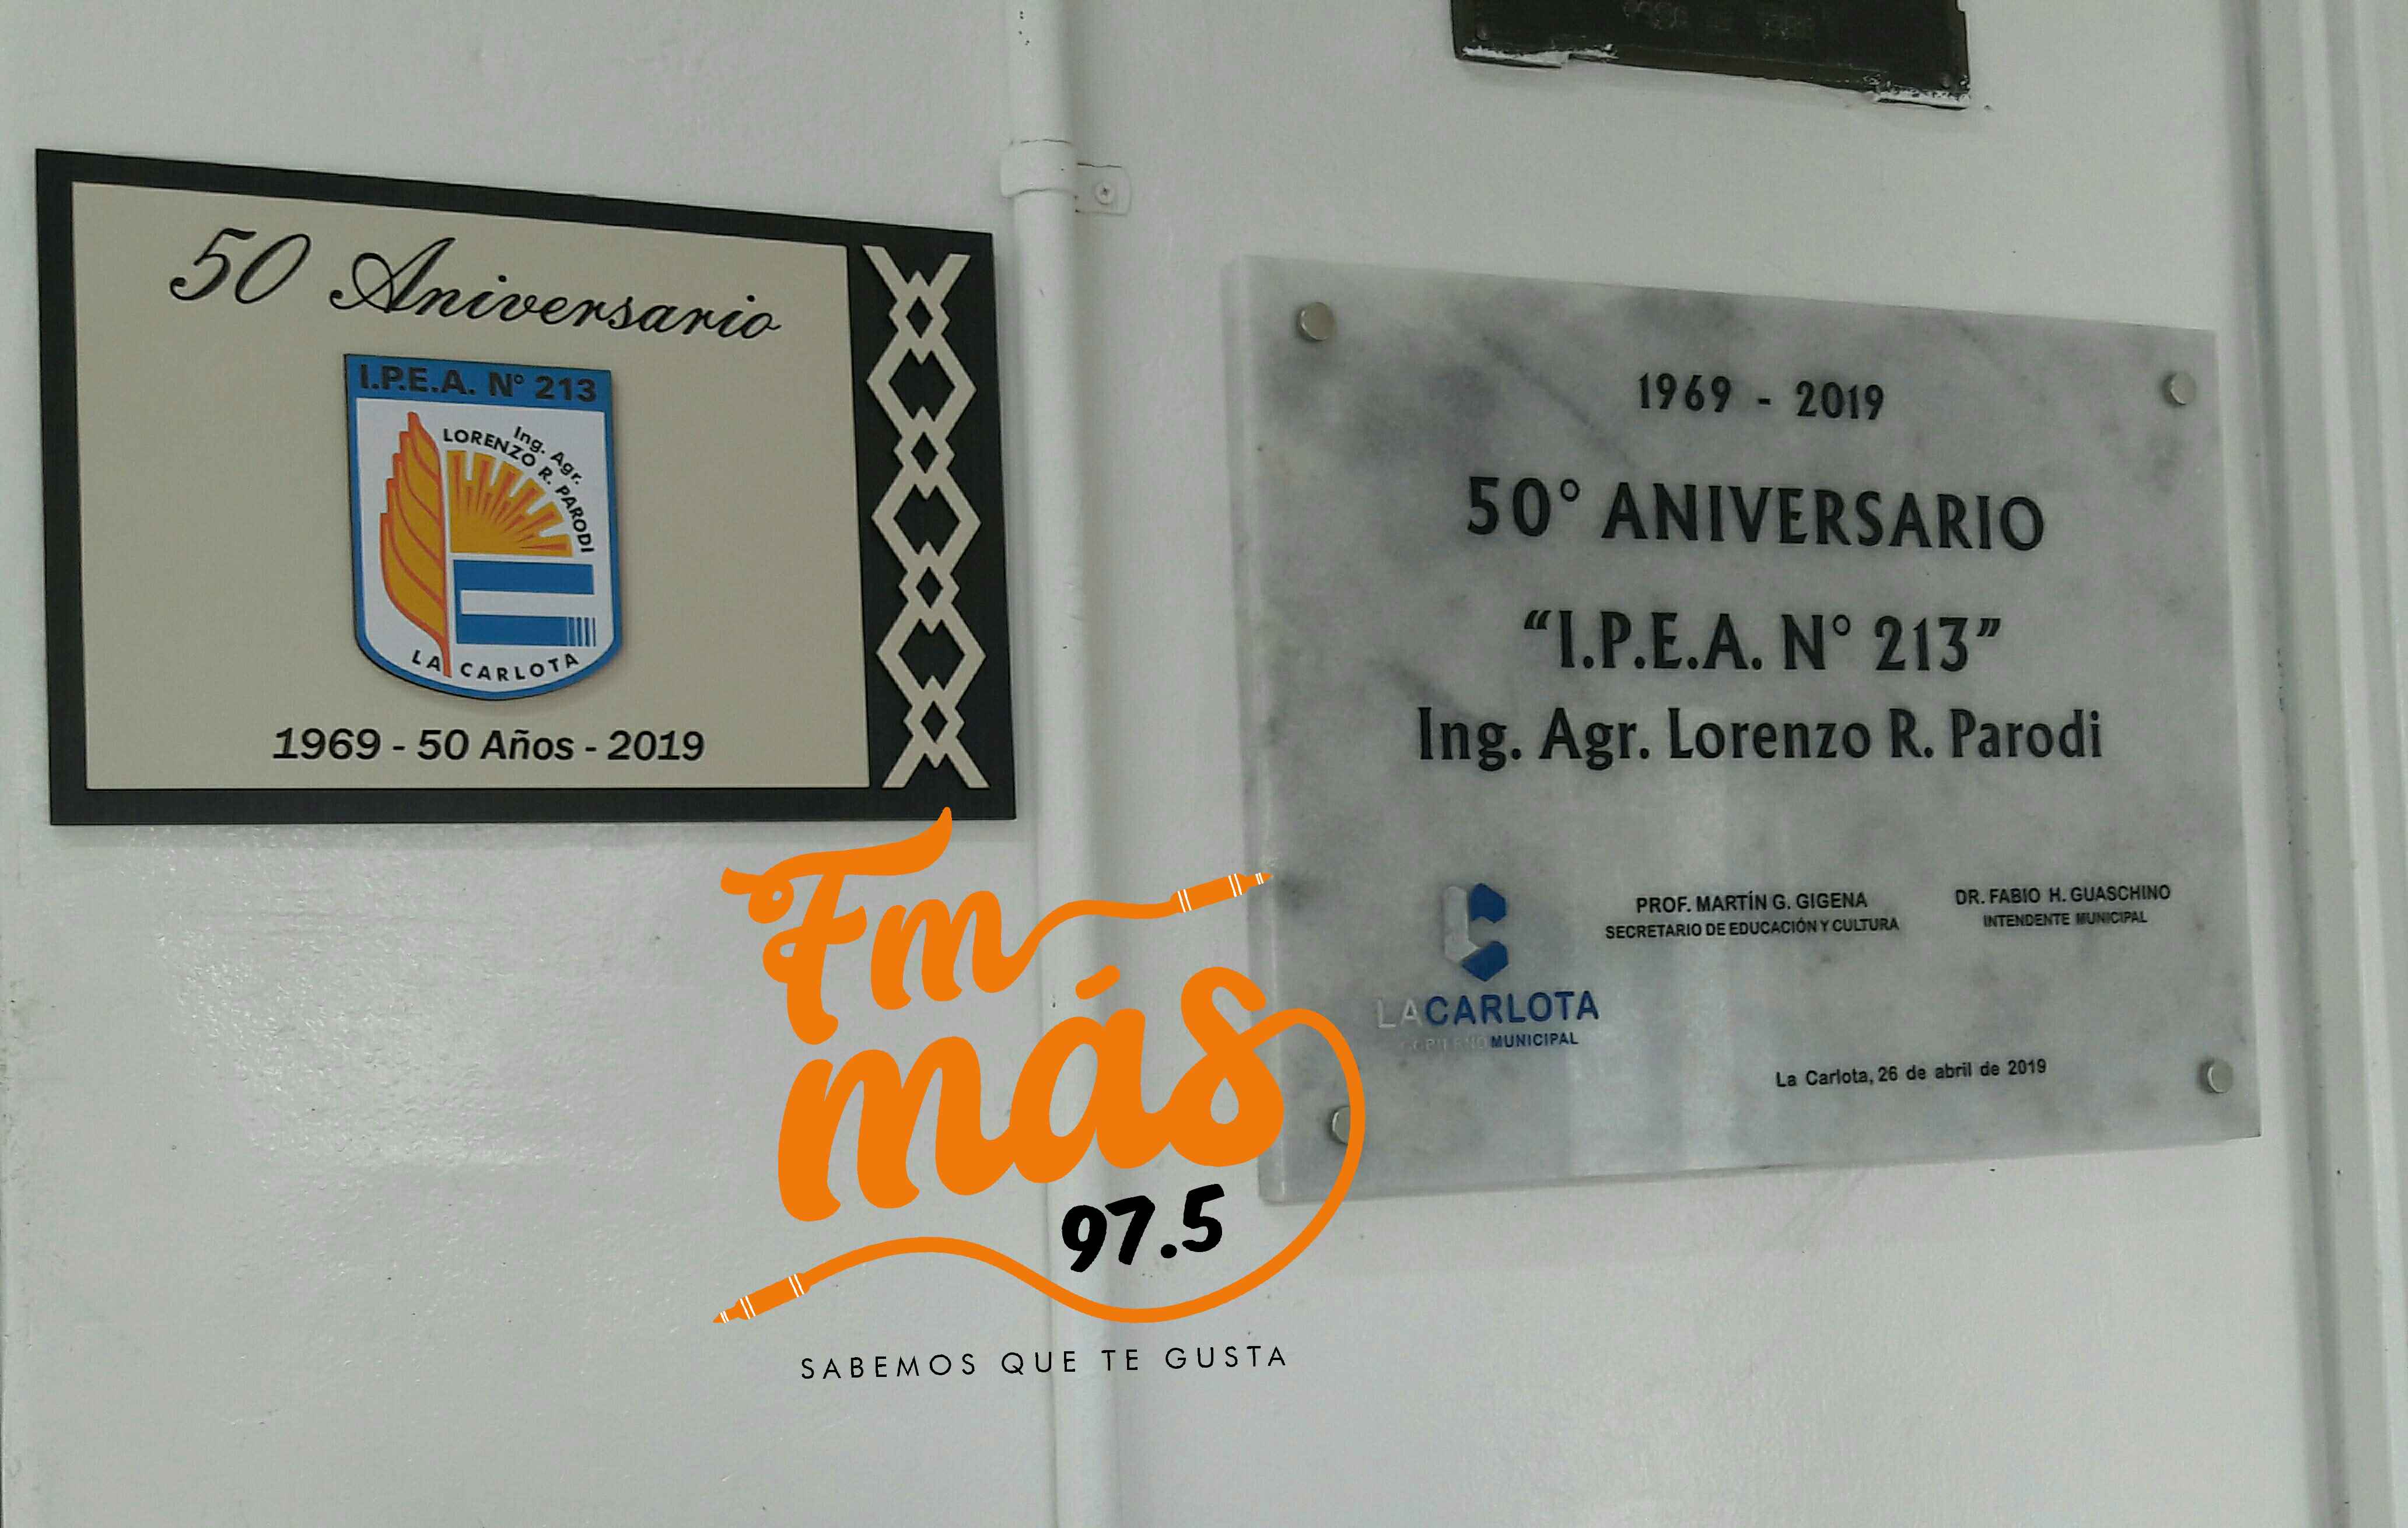 50 Aniversario
I.P.E.A. N° 213
Ing. Agr.
LORENZO R. PARODI
LA CARLOTA
1969 - 50 Años - 2019
1969 - 2019
50° ANIVERSARIO
“I.P.E.A. N° 213”
Ing. Agr. Lorenzo R. Parodi
PROF. MARTÍN G. GIGENA
SECRETARIO DE EDUCACIÓN Y CULTURA
DR. FABIO H. GUASCHINO
INTENDENTE MUNICIPAL
LACARLOTA
GOBIERNO MUNICIPAL
La Carlota, 26 de abril de 2019
Fm
más
97.5
SABEMOS QUE TE GUSTA